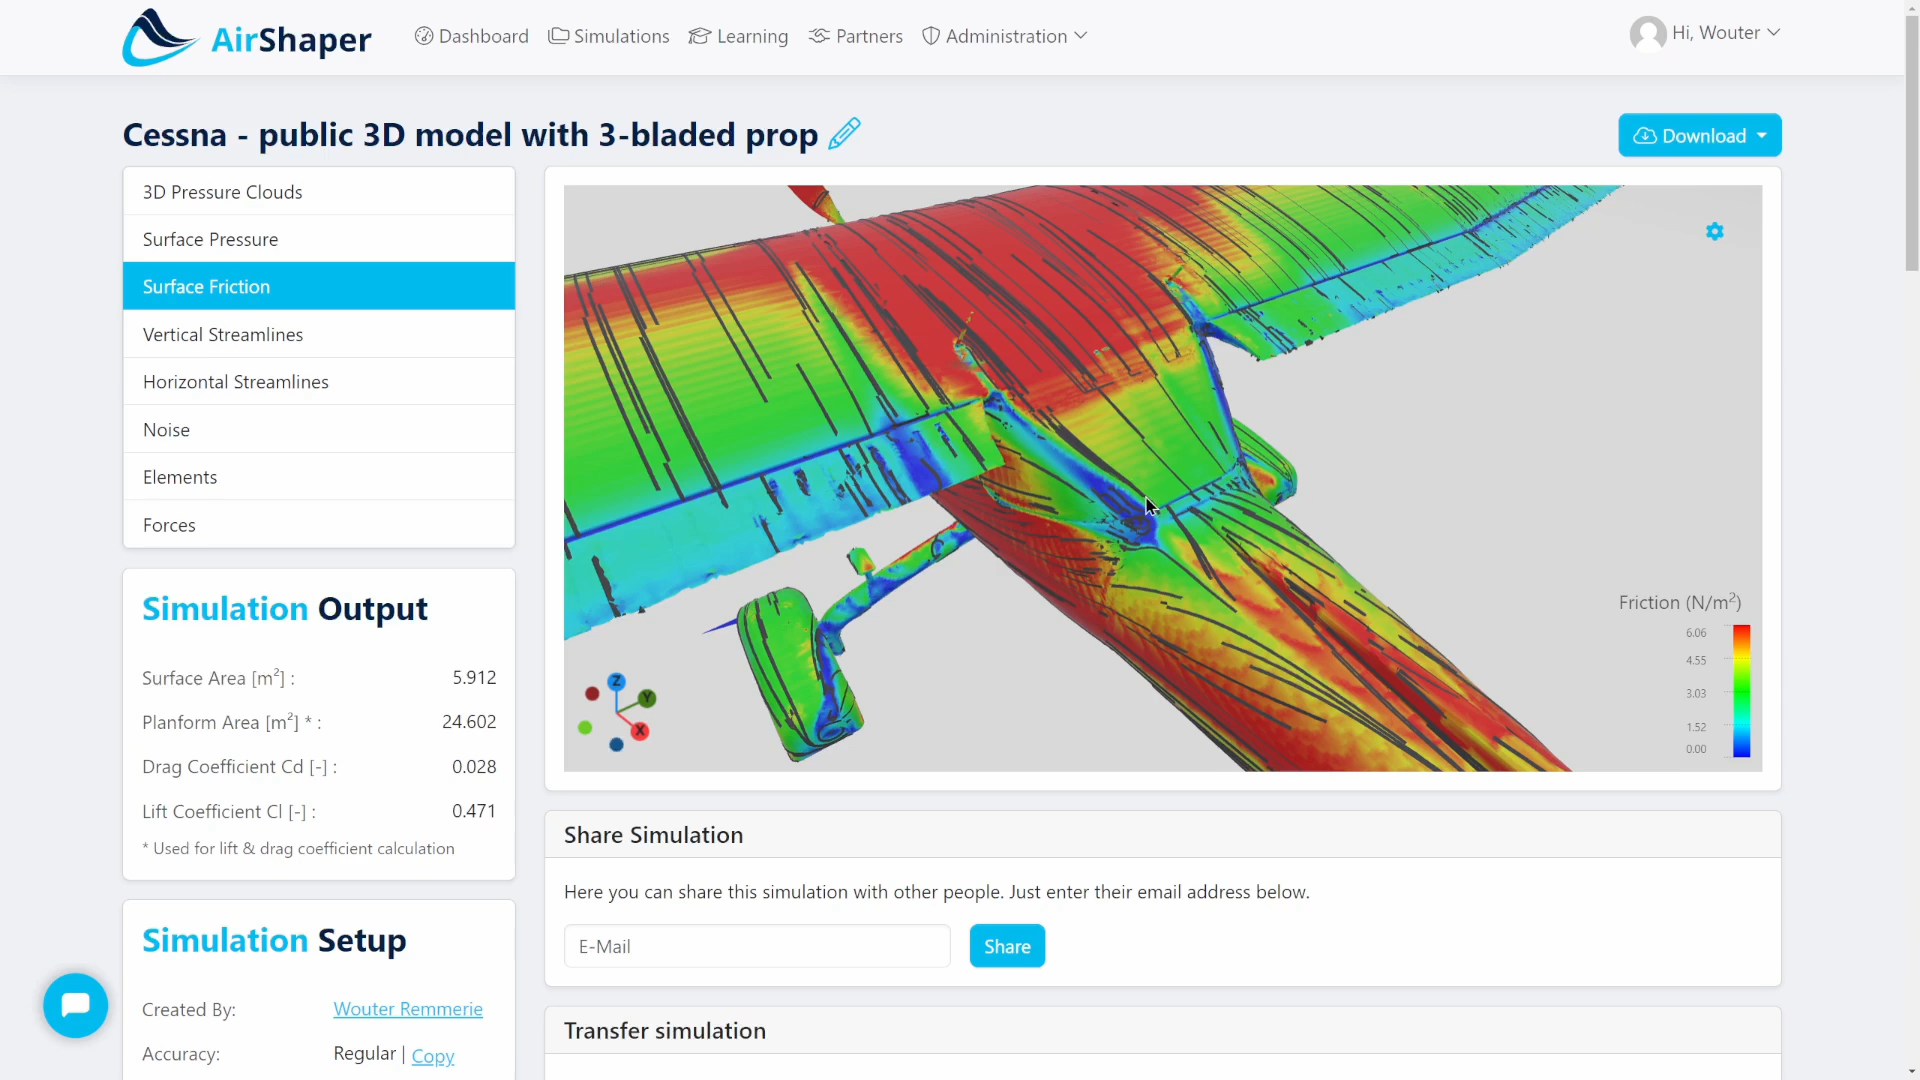 AirShaper
Dashboard
Simulations
Learning
Partners
Administration
Hi, Wouter
Cessna - public 3D model with 3-bladed prop
Download
3D Pressure Clouds
Surface Pressure
Surface Friction
Vertical Streamlines
Horizontal Streamlines
Noise
Elements
Forces
Friction (N/m²)
6.06
4.55
3.03
1.52
0.00
Z
Y
X
Simulation Output
Surface Area [m²] : 5.912
Planform Area [m²] * : 24.602
Drag Coefficient Cd [-] : 0.028
Lift Coefficient Cl [-] : 0.471
* Used for lift & drag coefficient calculation
Simulation Setup
Created By: Wouter Remmerie
Accuracy: Regular | Copy
Share Simulation
Here you can share this simulation with other people. Just enter their email address below.
E-Mail
Share
Transfer simulation